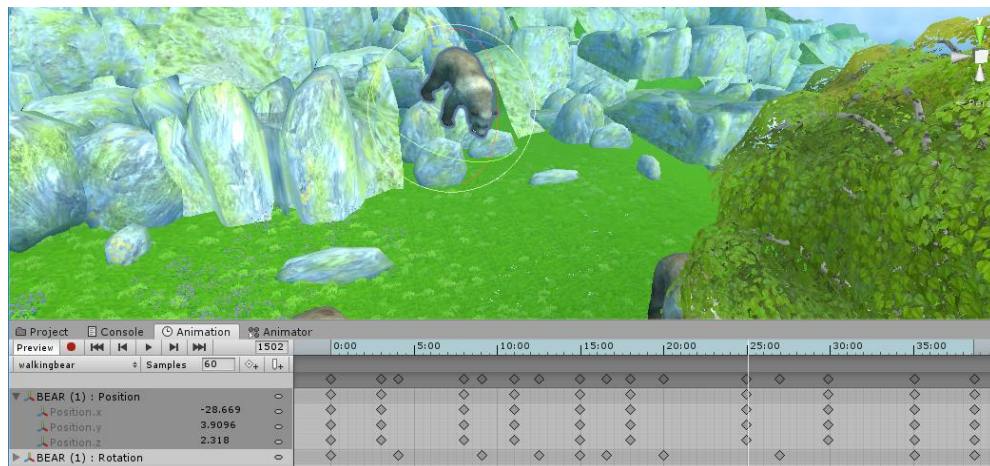 y
Project Console Animation Animator
Preview 1502 0:00 5:00 10:00 15:00 20:00 25:00 30:00 35:00
walkingbear Samples 60
BEAR (1) : Position
Position.x -28.669
Position.y 3.9096
Position.z 2.318
BEAR (1) : Rotation